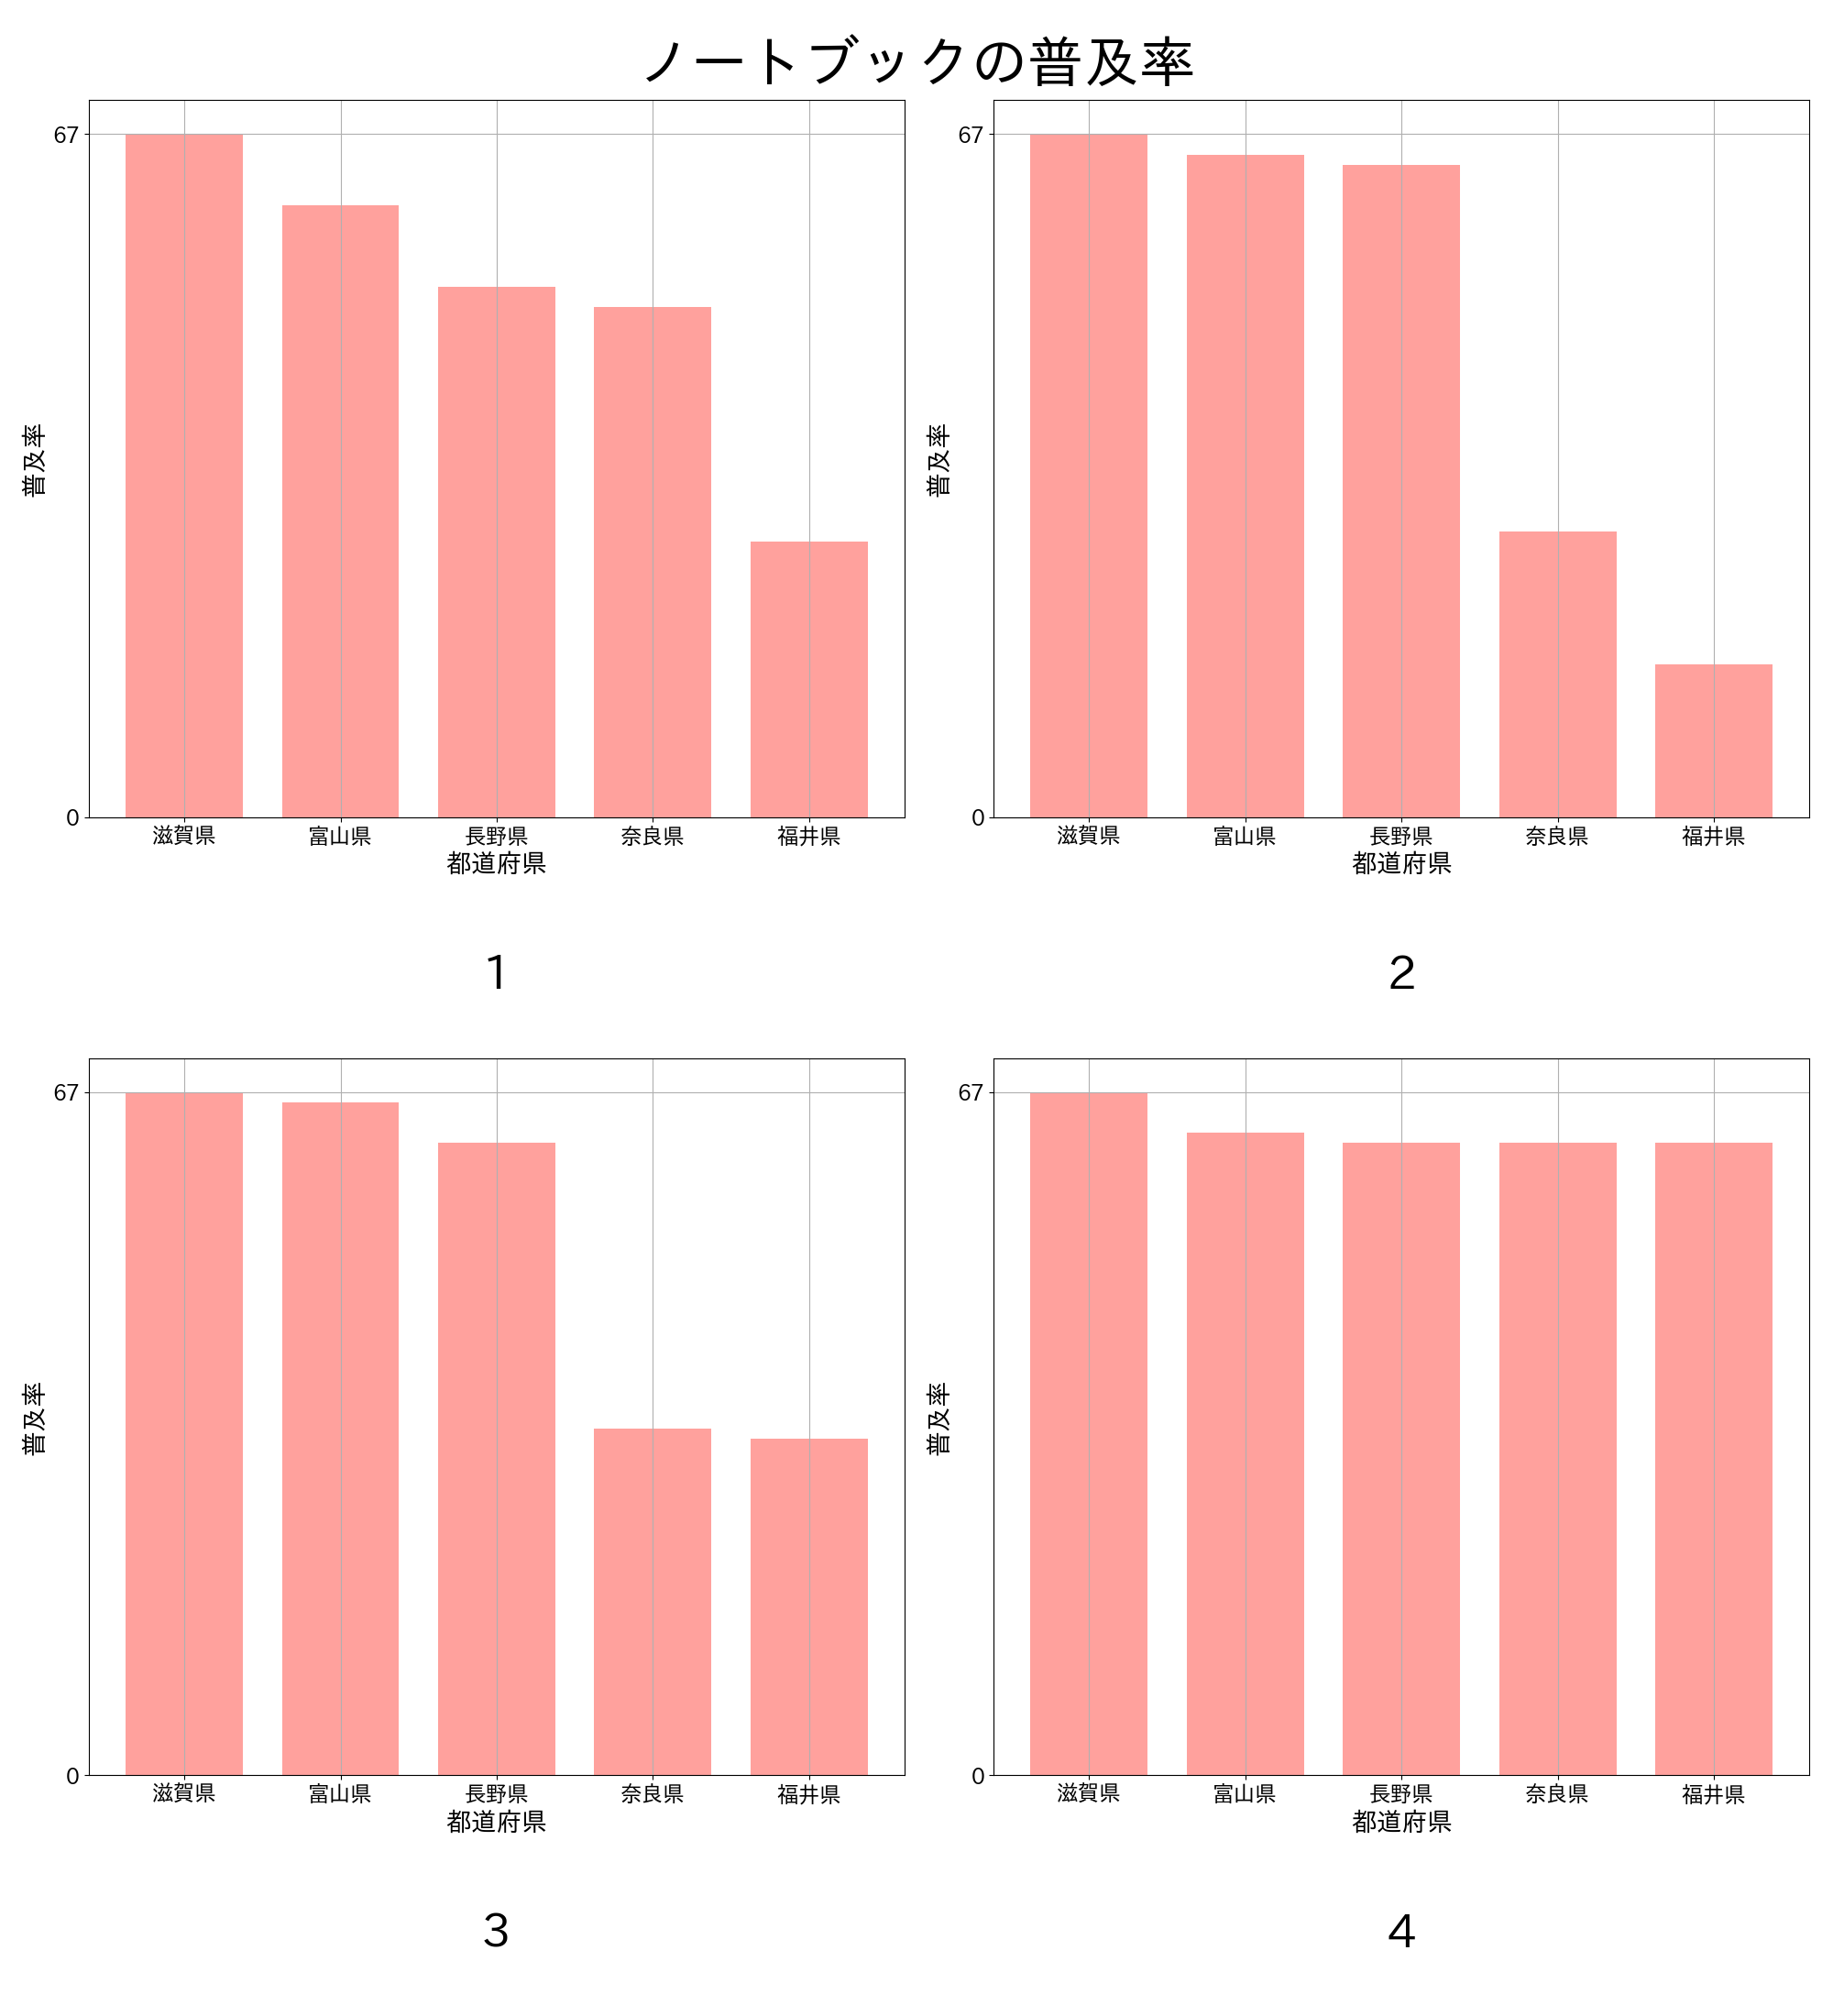 ノートブックの普及率
67
0
普及率
滋賀県 富山県 長野県 奈良県 福井県
都道府県
1
67
0
普及率
滋賀県 富山県 長野県 奈良県 福井県
都道府県
2
67
0
普及率
滋賀県 富山県 長野県 奈良県 福井県
都道府県
3
67
0
普及率
滋賀県 富山県 長野県 奈良県 福井県
都道府県
4